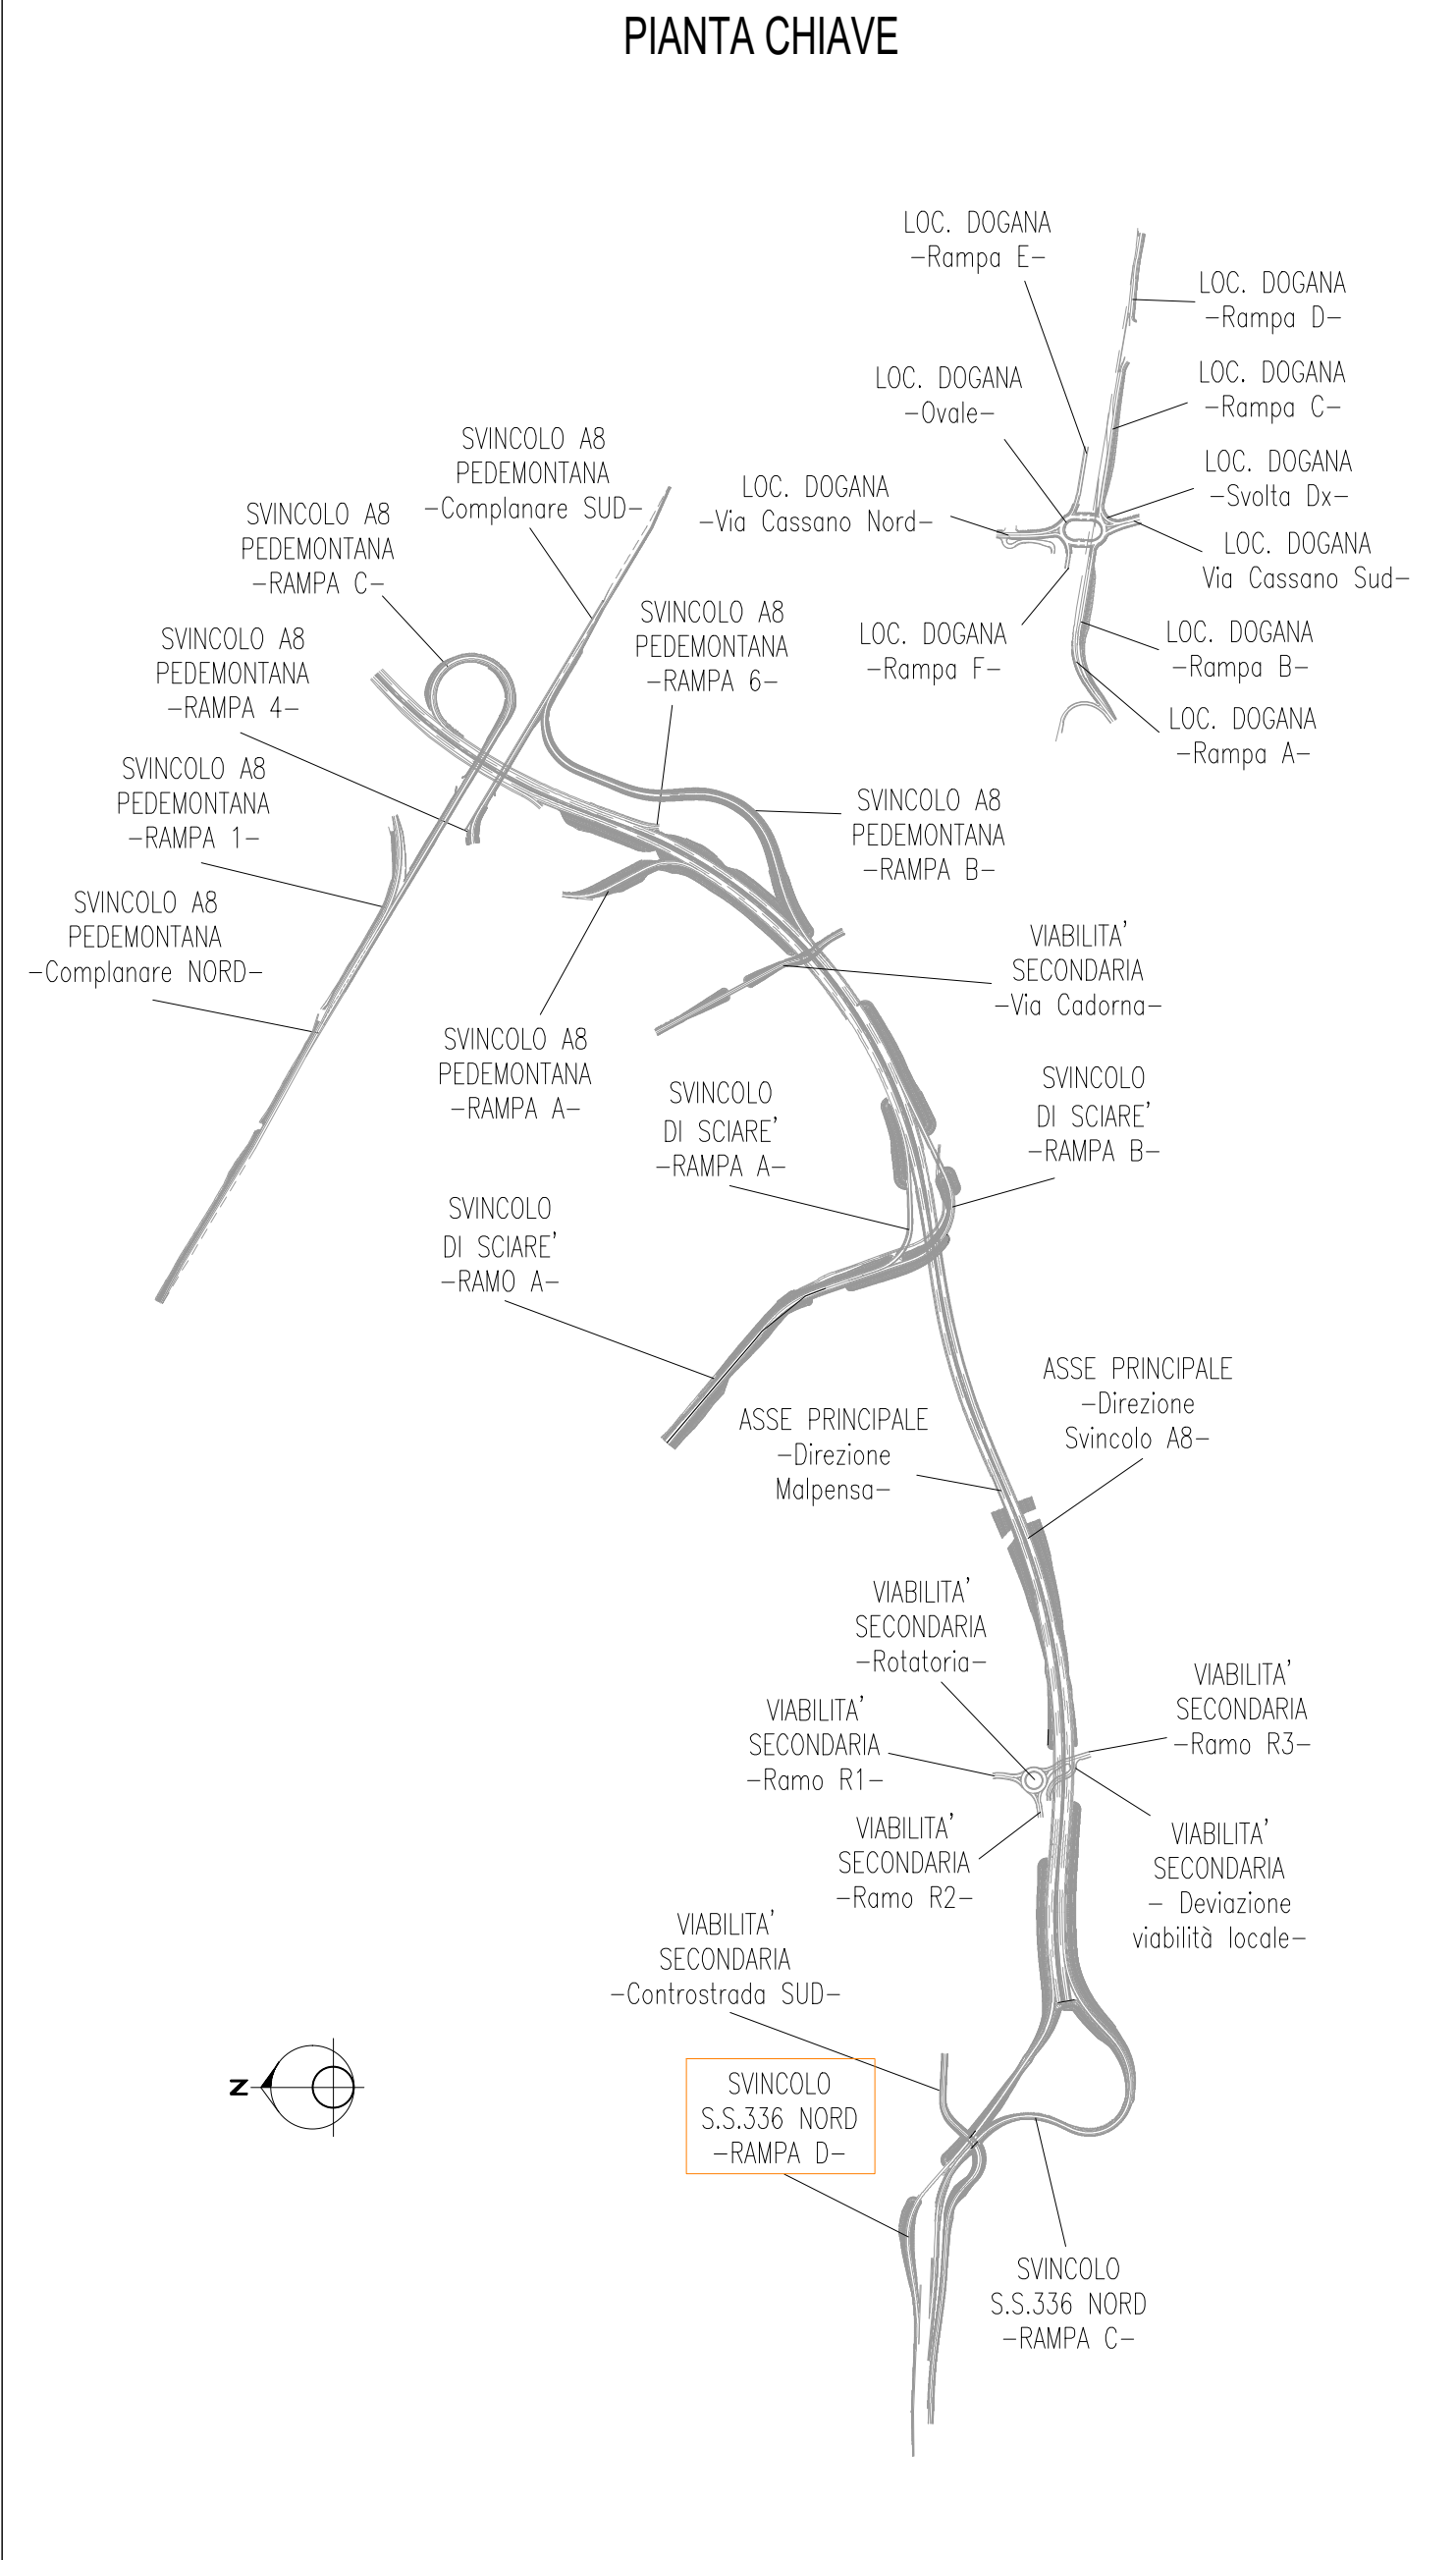 PIANTA CHIAVE
LOC. DOGANA
-Rampa E-
LOC. DOGANA
-Rampa D-
LOC. DOGANA
-Ovale-
LOC. DOGANA
-Rampa C-
SVINCOLO A8
PEDEMONTANA
-Complanare SUD-
LOC. DOGANA
-Svolta Dx-
LOC. DOGANA
-Via Cassano Nord-
SVINCOLO A8
PEDEMONTANA
-RAMPA C-
LOC. DOGANA
Via Cassano Sud-
SVINCOLO A8
PEDEMONTANA
-RAMPA 6-
LOC. DOGANA
-Rampa F-
LOC. DOGANA
-Rampa B-
SVINCOLO A8
PEDEMONTANA
-RAMPA 4-
LOC. DOGANA
-Rampa A-
SVINCOLO A8
PEDEMONTANA
-RAMPA 1-
SVINCOLO A8
PEDEMONTANA
-RAMPA B-
SVINCOLO A8
PEDEMONTANA
-Complanare NORD-
VIABILITA'
SECONDARIA
-Via Cadorna-
SVINCOLO A8
PEDEMONTANA
-RAMPA A-
SVINCOLO
DI SCIARE'
-RAMPA A-
SVINCOLO
DI SCIARE'
-RAMPA B-
SVINCOLO
DI SCIARE'
-RAMO A-
ASSE PRINCIPALE
-Direzione
Svincolo A8-
ASSE PRINCIPALE
-Direzione
Malpensa-
VIABILITA'
SECONDARIA
-Rotatoria-
VIABILITA'
SECONDARIA
-Ramo R3-
VIABILITA'
SECONDARIA
-Ramo R1-
VIABILITA'
SECONDARIA
-Ramo R2-
VIABILITA'
SECONDARIA
- Deviazione
viabilità locale-
VIABILITA'
SECONDARIA
-Controstrada SUD-
N
SVINCOLO
S.S.336 NORD
-RAMPA D-
SVINCOLO
S.S.336 NORD
-RAMPA C-